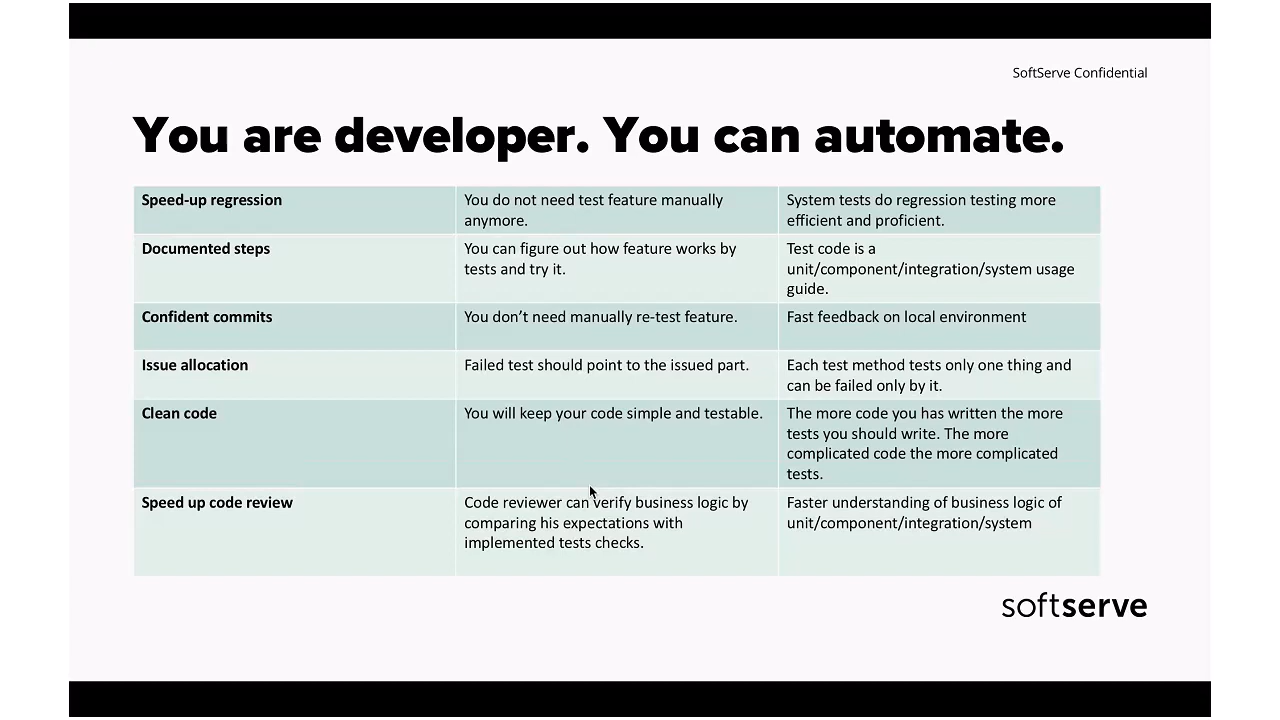 SoftServe Confidential
You are developer. You can automate.
Speed-up regression
You do not need test feature manually
anymore.
System tests do regression testing more
efficient and proficient.
Documented steps
You can figure out how feature works by
tests and try it.
Test code is a
unit/component/integration/system usage
guide.
Confident commits
You don’t need manually re-test feature.
Fast feedback on local environment
Issue allocation
Failed test should point to the issued part.
Each test method tests only one thing and
can be failed only by it.
Clean code
You will keep your code simple and testable.
The more code you has written the more
tests you should write. The more
complicated code the more complicated
tests.
Speed up code review
Code reviewer can verify business logic by
comparing his expectations with
implemented tests checks.
Faster understanding of business logic of
unit/component/integration/system
softserve